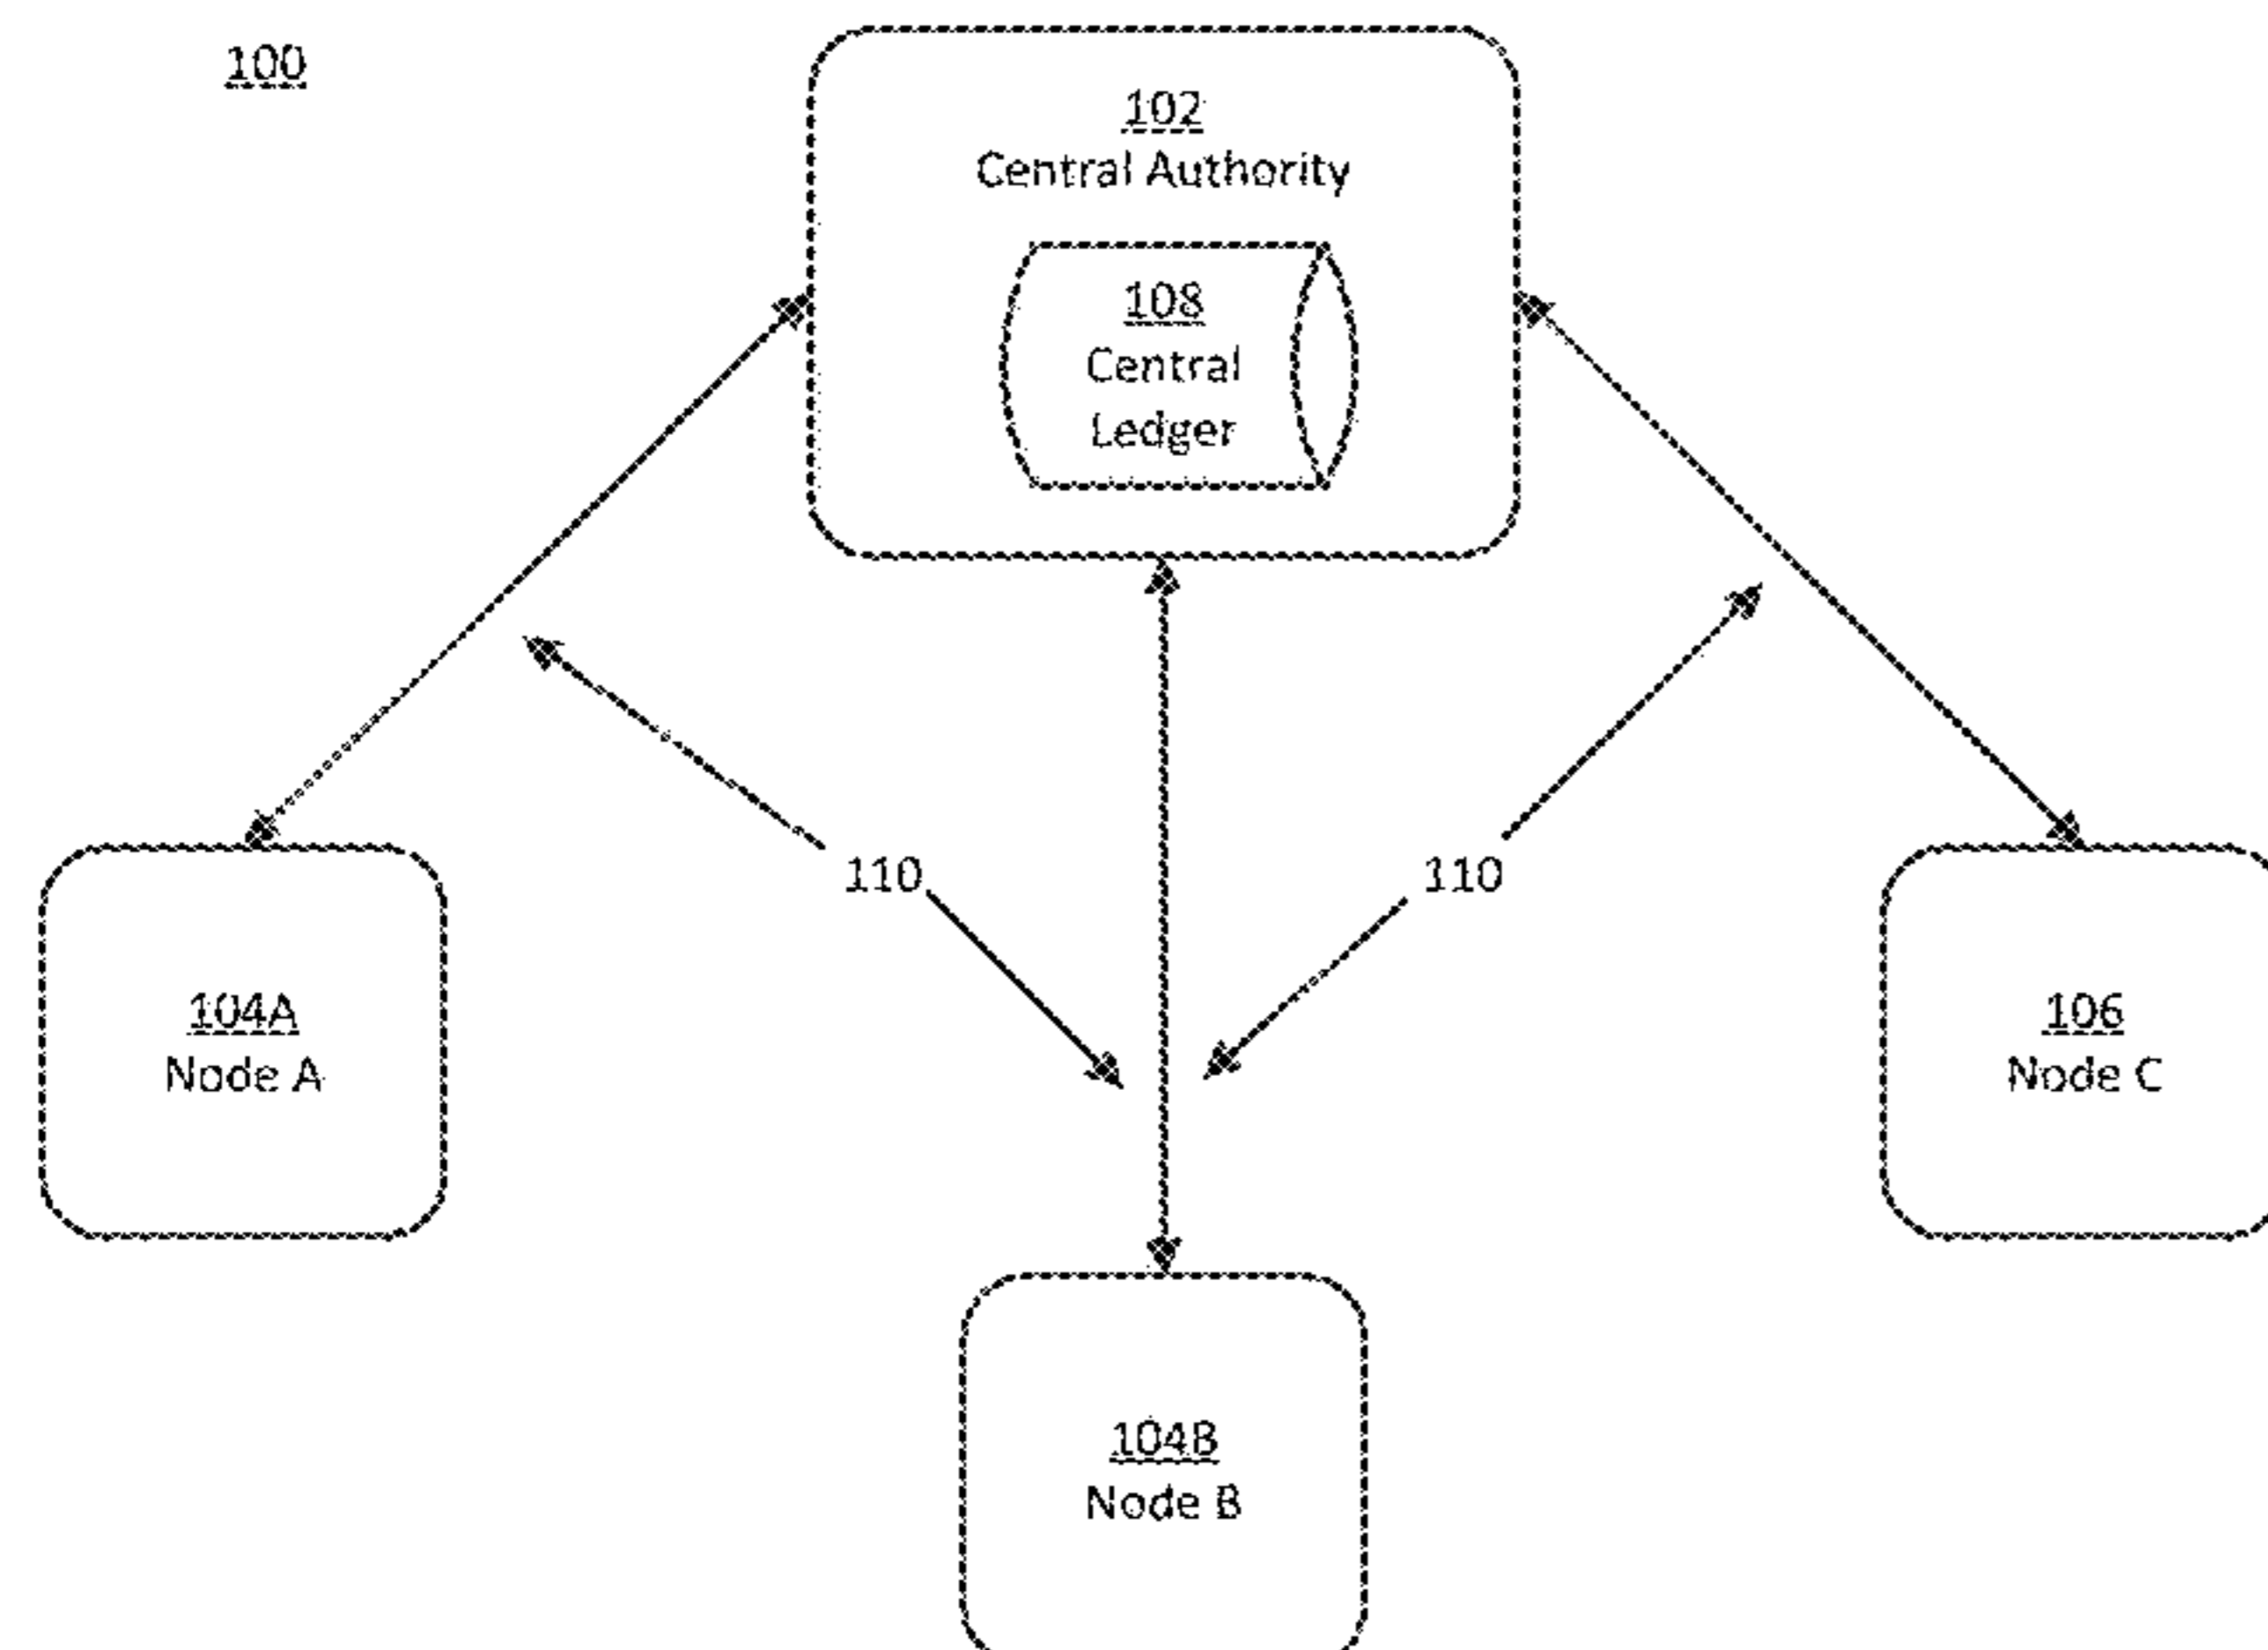 100
102
Central Authority
108
Central
Ledger
110
110
104A
Node A
106
Node C
104B
Node B